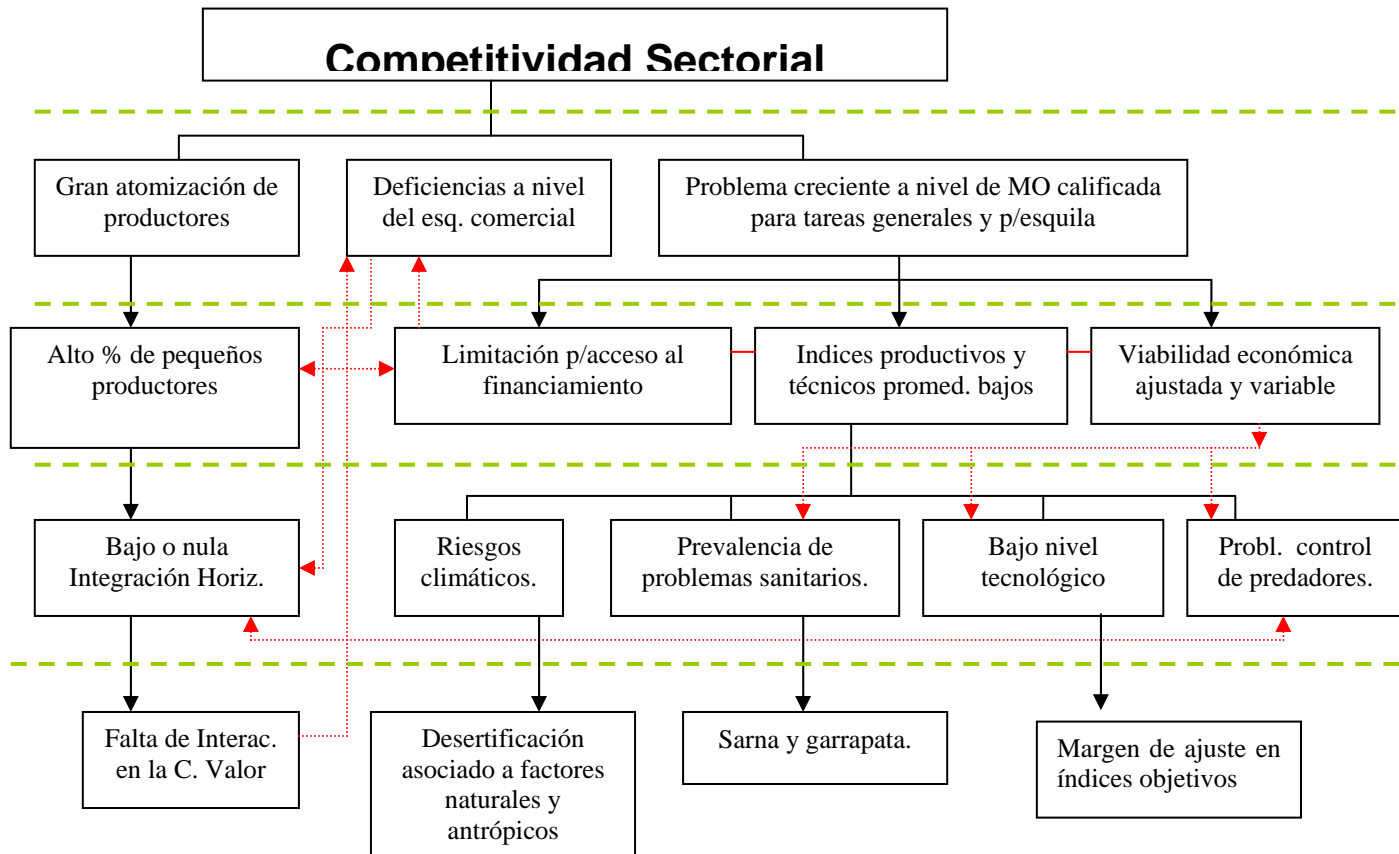 Competitividad Sectorial
Gran atomización de
productores
Deficiencias a nivel
del esq. comercial
Problema creciente a nivel de MO calificada
para tareas generales y p/esquila
Alto % de pequeños
productores
Limitación p/acceso al
financiamiento
Indices productivos y
técnicos promed. bajos
Viabilidad económica
ajustada y variable
Bajo o nula
Integración Horiz.
Riesgos
climáticos.
Prevalencia de
problemas sanitarios.
Bajo nivel
tecnológico
Probl. control
de predadores.
Falta de Interac.
en la C. Valor
Desertificación
asociado a factores
naturales y
antrópicos
Sarna y garrapata.
Margen de ajuste en
índices objetivos